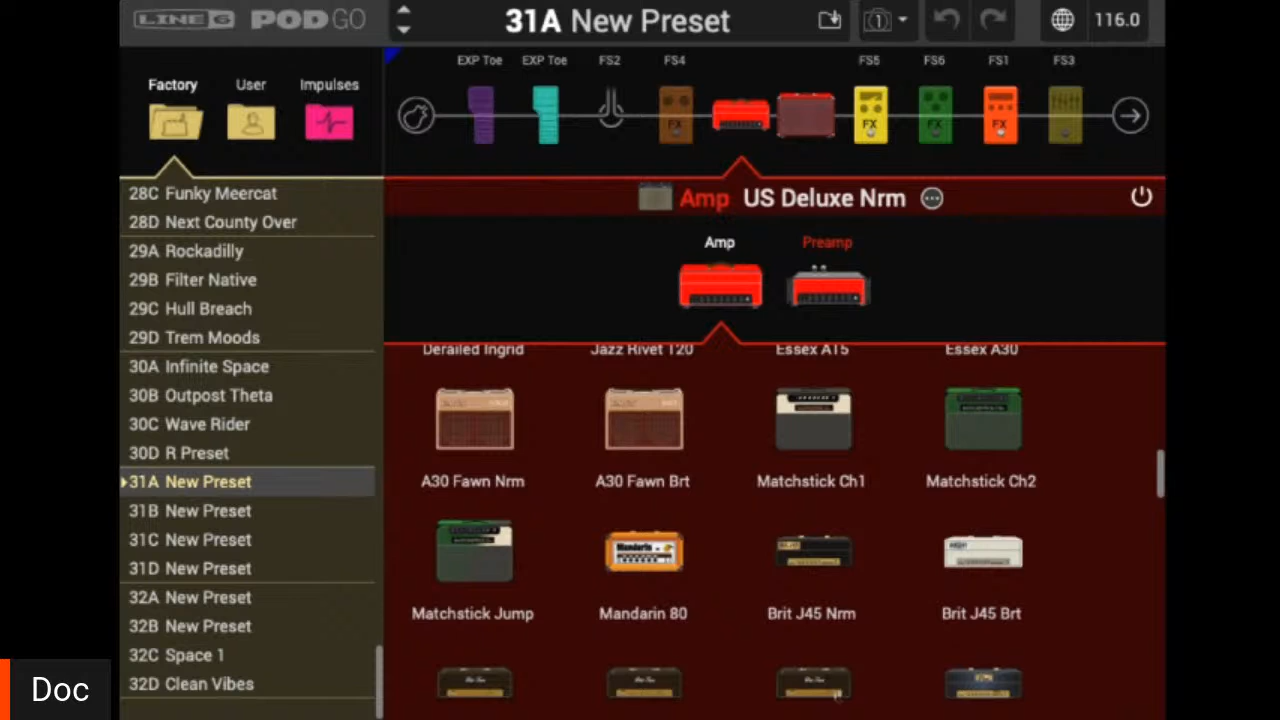 LINE 6 POD GO
31A New Preset
1
116.0
Factory User Impulses
EXP Toe EXP Toe FS2 FS4 FS5 FS6 FS1 FS3
FX FX FX
Amp US Deluxe Nrm
Amp Preamp
28C Funky Meercat
28D Next County Over
29A Rockadilly
29B Filter Native
29C Hull Breach
29D Trem Moods
30A Infinite Space
30B Outpost Theta
30C Wave Rider
30D R Preset
31A New Preset
31B New Preset
31C New Preset
31D New Preset
32A New Preset
32B New Preset
32C Space 1
32D Clean Vibes
Derailed Ingrid Jazz Rivet 120 Essex A15 Essex A30
A30 Fawn Nrm A30 Fawn Brt Matchstick Ch1 Matchstick Ch2
Mandarin
Matchstick Jump Mandarin 80 Brit J45 Nrm Brit J45 Brt
Doc